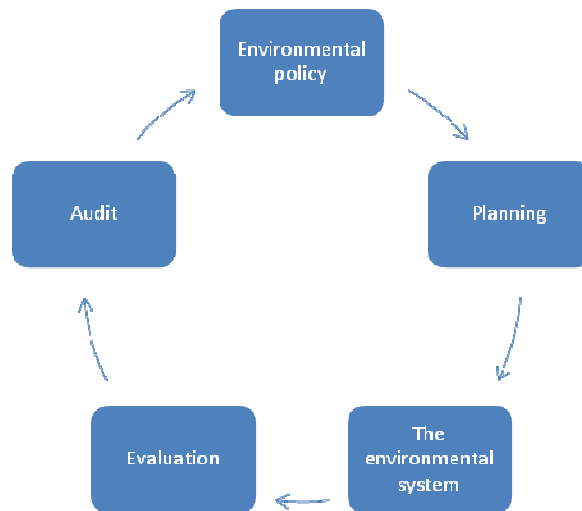 Environmental
policy
Planning
The
environmental
system
Evaluation
Audit